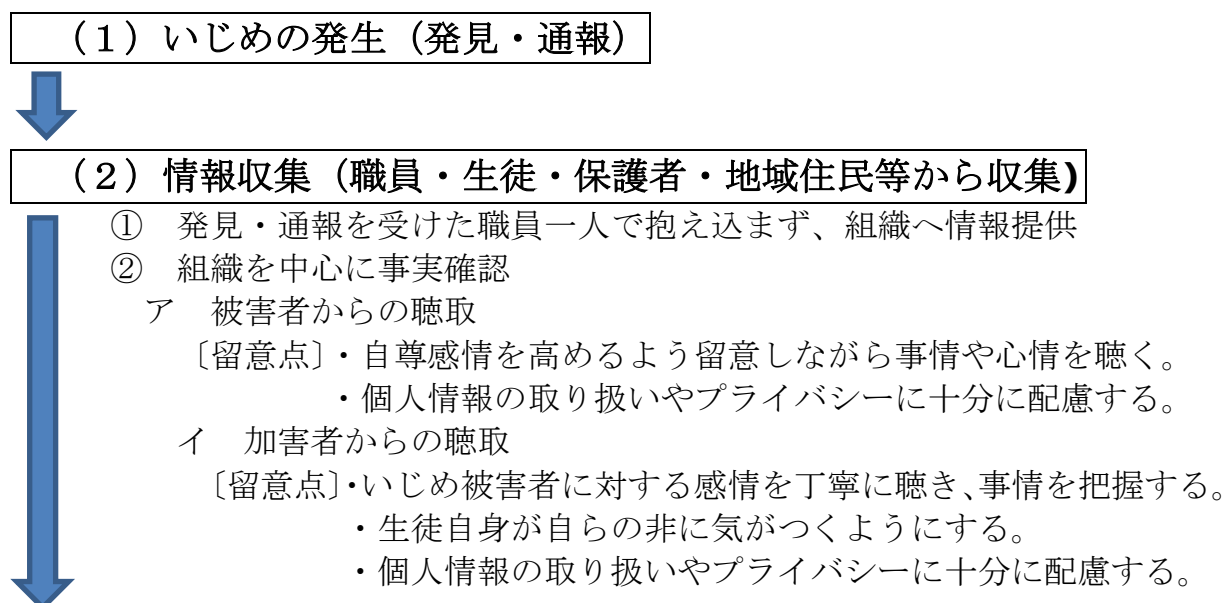 (1)いじめの発生(発見・通報)
(2)情報収集(職員・生徒・保護者・地域住民等から収集)
① 発見・通報を受けた職員一人で抱え込まず、組織へ情報提供
② 組織を中心に事実確認
ア 被害者からの聴取
〔留意点〕・自尊感情を高めるよう留意しながら事情や心情を聴く。
・個人情報の取り扱いやプライバシーに十分に配慮する。
イ 加害者からの聴取
〔留意点〕・いじめ被害者に対する感情を丁寧に聴き、事情を把握する。
・生徒自身が自らの非に気がつくようにする。
・個人情報の取り扱いやプライバシーに十分に配慮する。